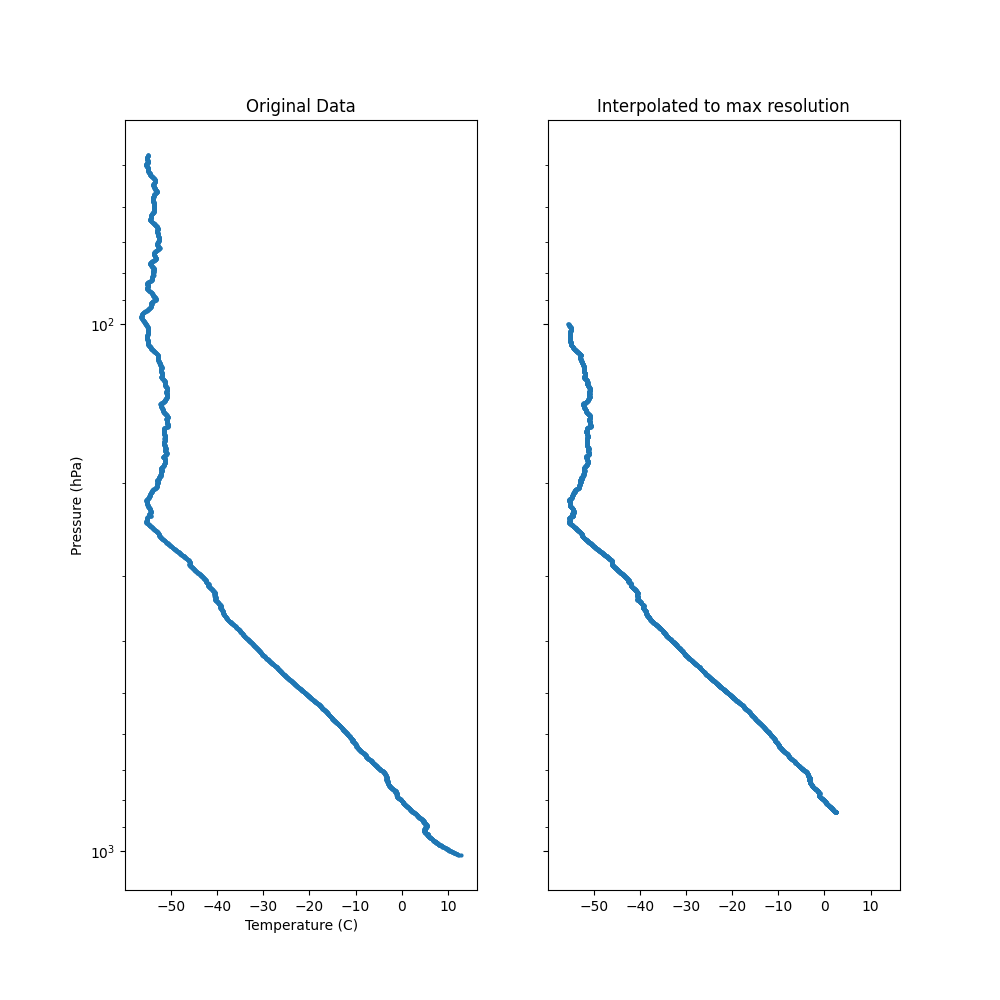 Original Data
Interpolated to max resolution
10²
10³
Pressure (hPa)
−50 −40 −30 −20 −10 0 10
−50 −40 −30 −20 −10 0 10
Temperature (C)